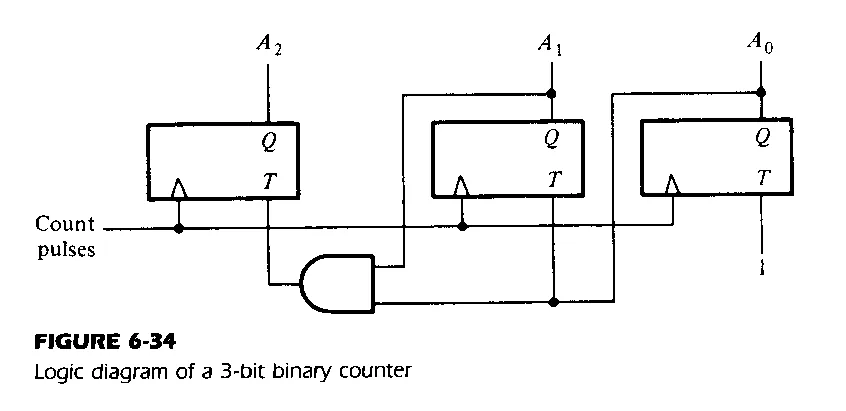 A₂ A₁ A₀
Q Q Q
T T T
Count
pulses
1
FIGURE 6-34
Logic diagram of a 3-bit binary counter